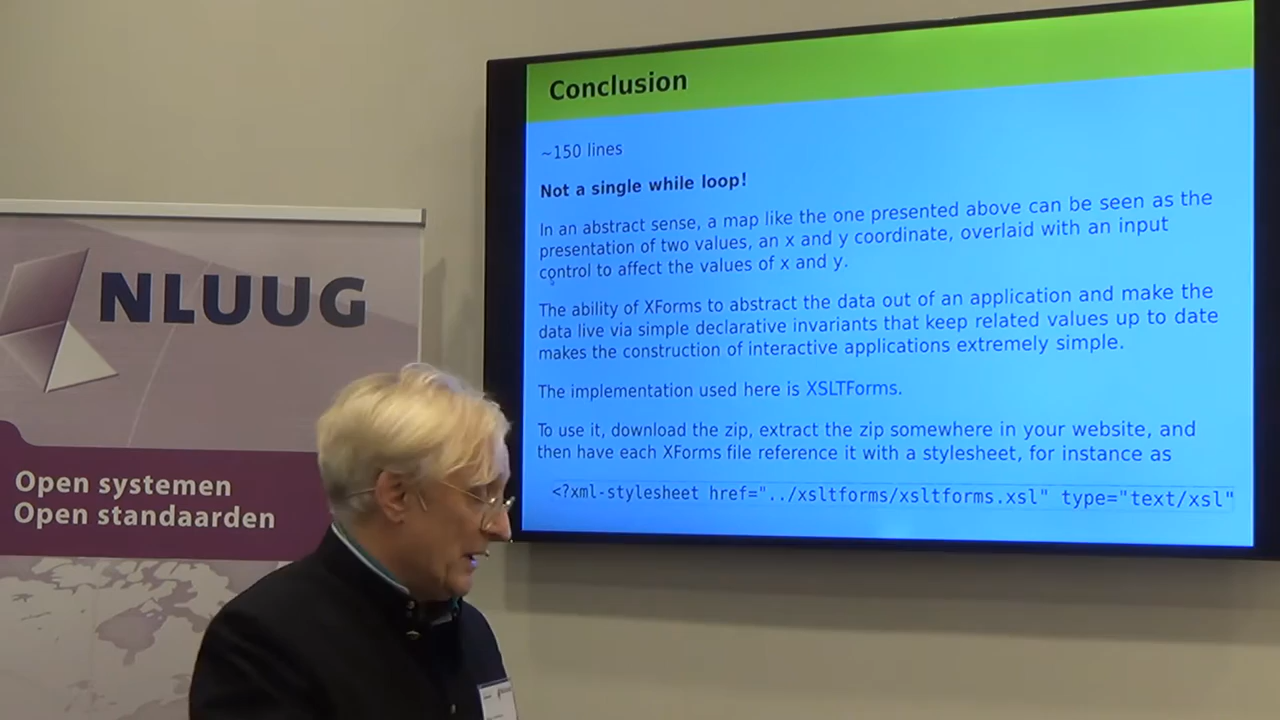 Conclusion
~150 lines
Not a single while loop!
In an abstract sense, a map like the one presented above can be seen as the
presentation of two values, an x and y coordinate, overlaid with an input
control to affect the values of x and y.
The ability of XForms to abstract the data out of an application and make the
data live via simple declarative invariants that keep related values up to date
makes the construction of interactive applications extremely simple.
The implementation used here is XSLTForms.
To use it, download the zip, extract the zip somewhere in your website, and
then have each XForms file reference it with a stylesheet, for instance as
<?xml-stylesheet href="../xsltforms/xsltforms.xsl" type="text/xsl"
NLUUG
Open systemen
Open standaarden